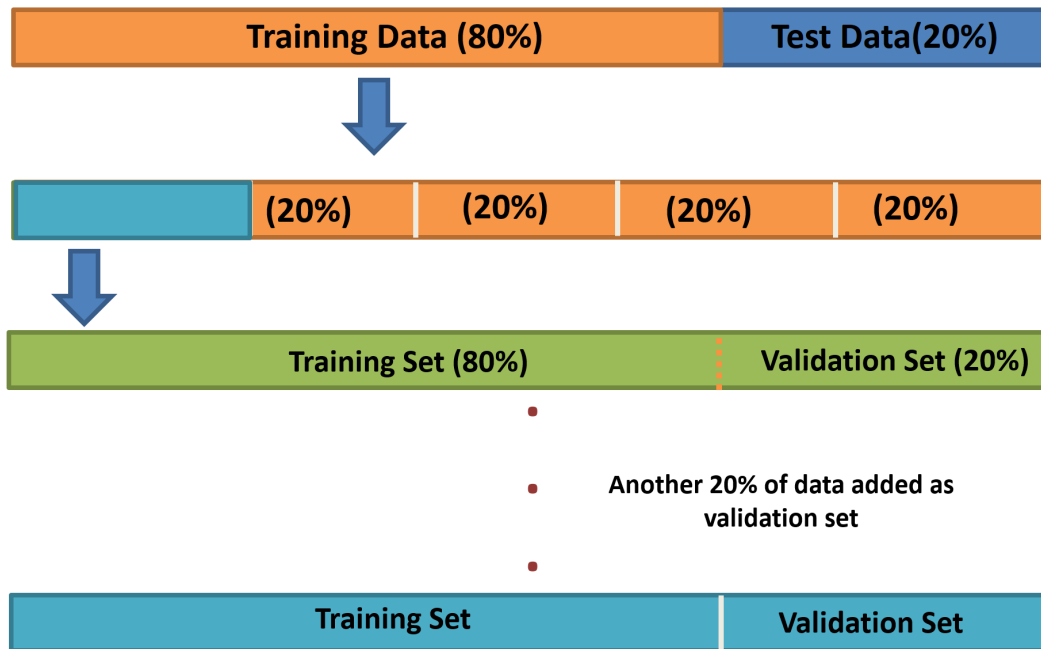 Training Data (80%) Test Data(20%)
(20%) (20%) (20%) (20%)
Training Set (80%) Validation Set (20%)
Another 20% of data added as
validation set
Training Set Validation Set